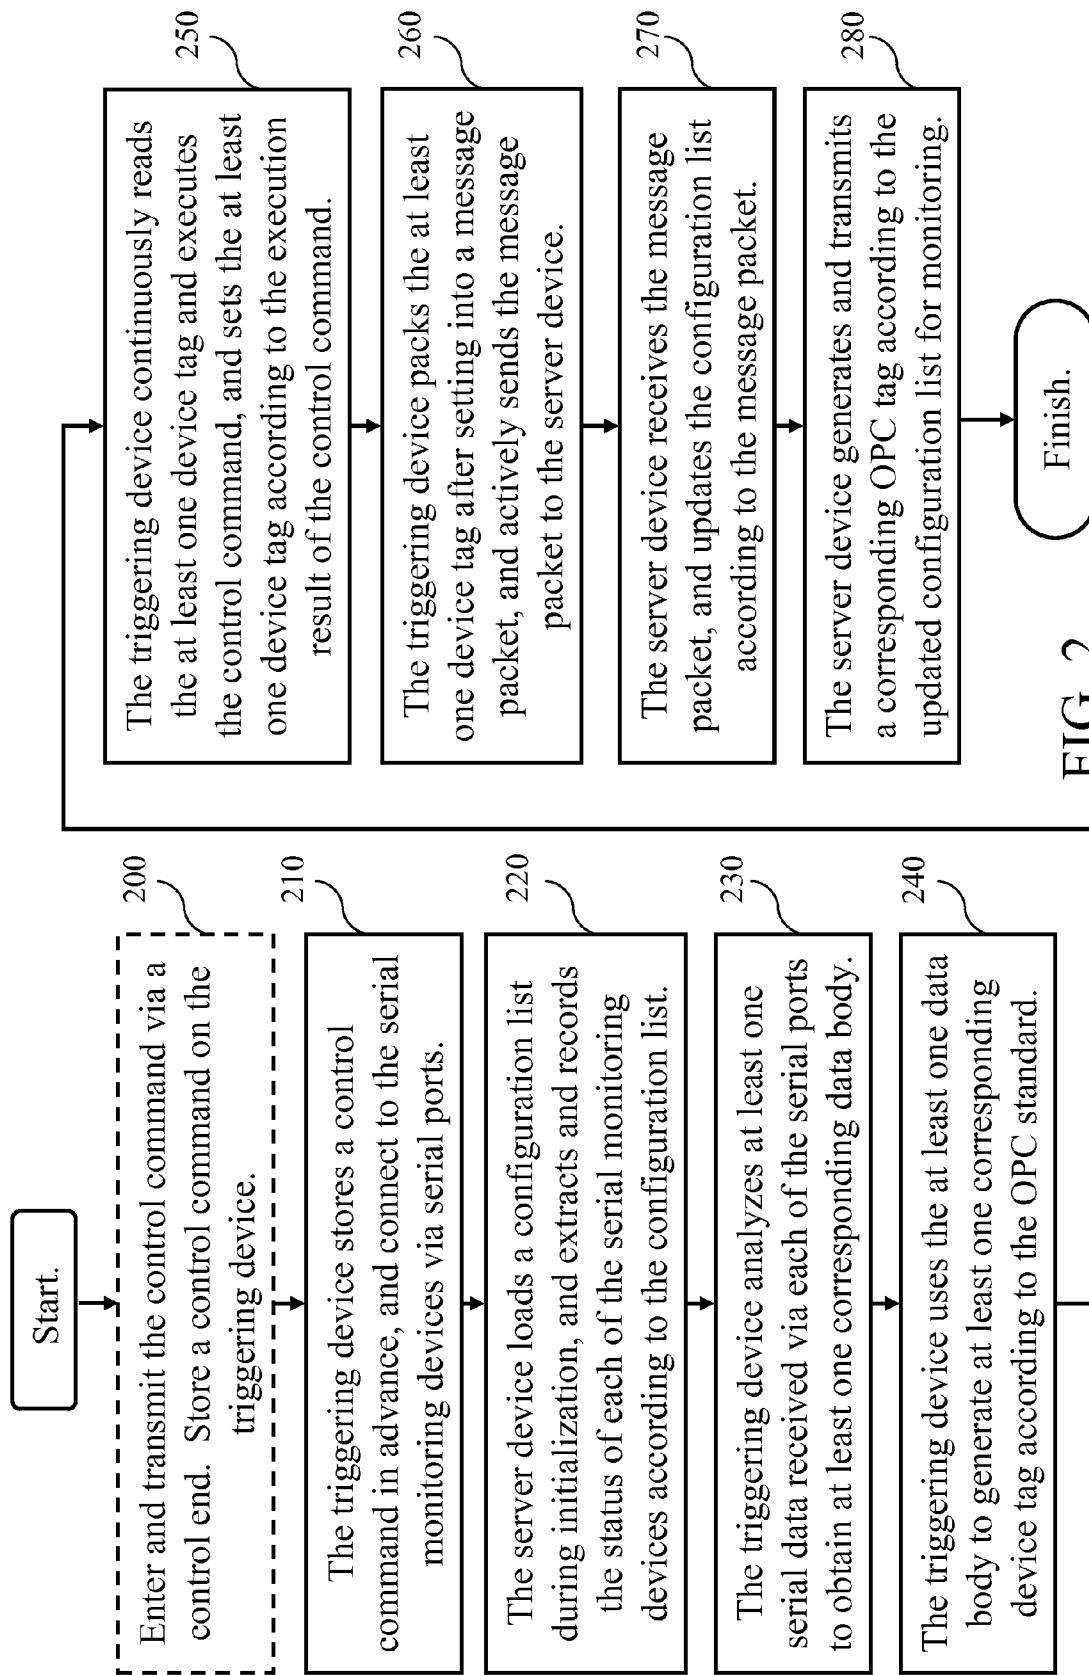 Start.
200
Enter and transmit the control command via a
control end. Store a control command on the
triggering device.
210
The triggering device stores a control
command in advance, and connect to the serial
monitoring devices via serial ports.
220
The server device loads a configuration list
during initialization, and extracts and records
the status of each of the serial monitoring
devices according to the configuration list.
230
The triggering device analyzes at least one
serial data received via each of the serial ports
to obtain at least one corresponding data body.
240
The triggering device uses the at least one data
body to generate at least one corresponding
device tag according to the OPC standard.
250
The triggering device continuously reads
the at least one device tag and executes
the control command, and sets the at least
one device tag according to the execution
result of the control command.
260
The triggering device packs the at least
one device tag after setting into a message
packet, and actively sends the message
packet to the server device.
270
The server device receives the message
packet, and updates the configuration list
according to the message packet.
280
The server device generates and transmits
a corresponding OPC tag according to the
updated configuration list for monitoring.
Finish.
FIG. 2